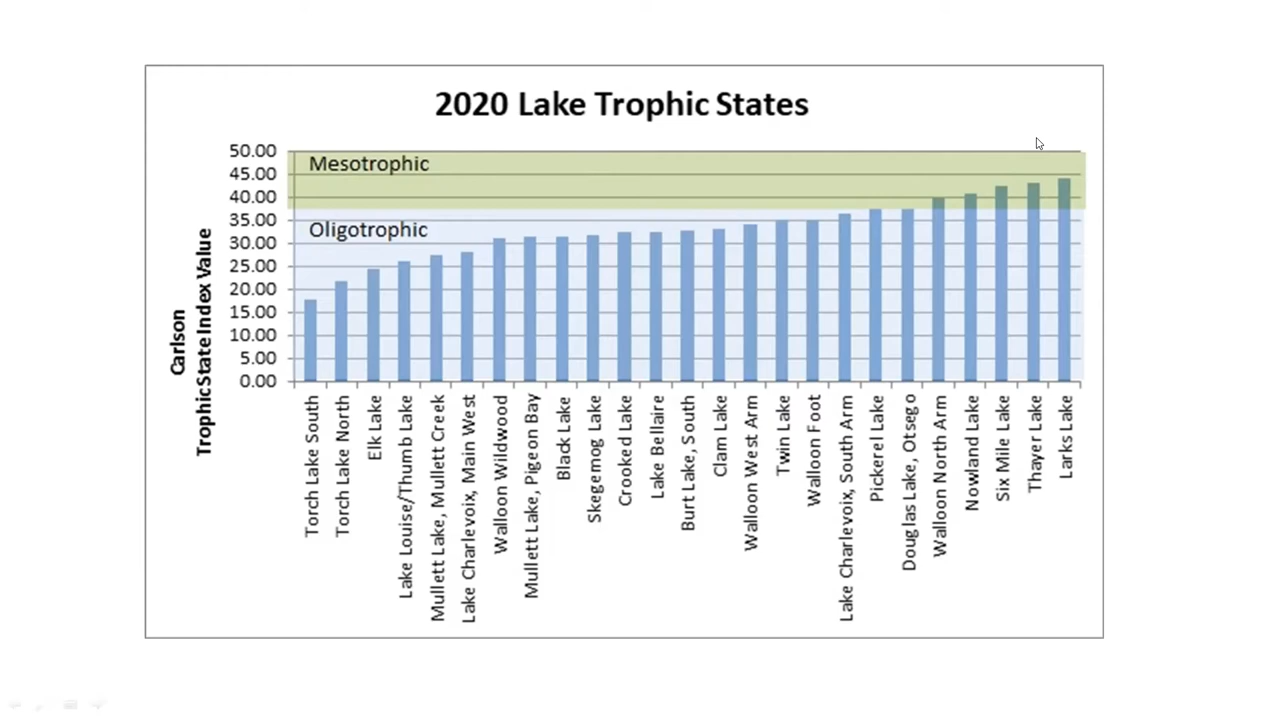 2020 Lake Trophic States
50.00
Mesotrophic
45.00
40.00
35.00
Oligotrophic
30.00
25.00
20.00
15.00
10.00
5.00
0.00
Carlson
Trophic State Index Value
Torch Lake South
Torch Lake North
Elk Lake
Lake Louise/Thumb Lake
Mullett Lake, Mullett Creek
Lake Charlevoix, Main West
Walloon Wildwood
Mullett Lake, Pigeon Bay
Black Lake
Skegemog Lake
Crooked Lake
Lake Bellaire
Burt Lake, South
Clam Lake
Walloon West Arm
Twin Lake
Walloon Foot
Lake Charlevoix, South Arm
Pickerel Lake
Douglas Lake, Otsego
Walloon North Arm
Nowland Lake
Six Mile Lake
Thayer Lake
Larks Lake